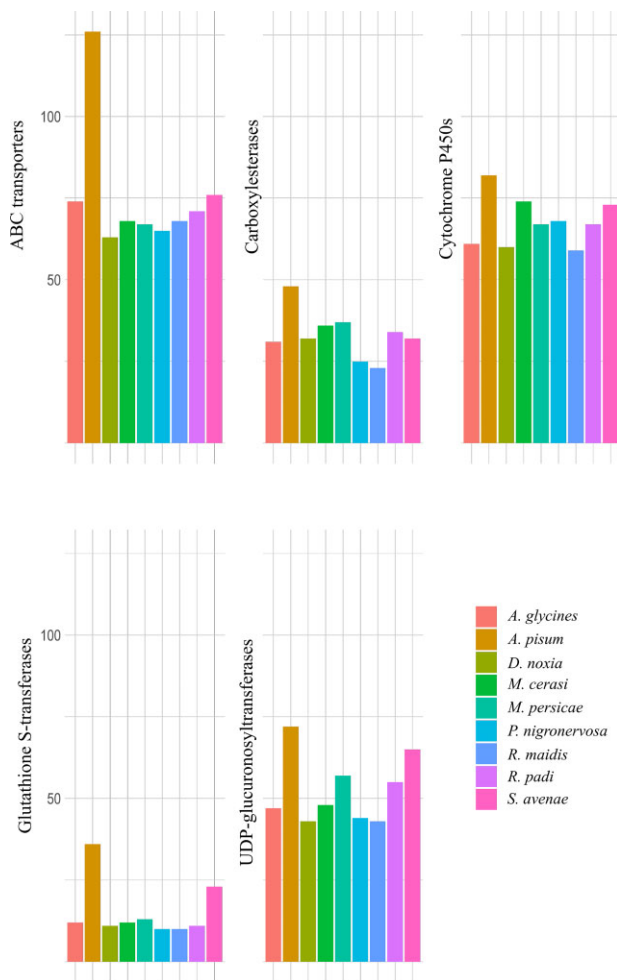 ABC transporters
100
50
Carboxylesterases
Cytochrome P450s
Glutathione S-transferases
100
50
UDP-glucuronosyltransferases
A. glycines
A. pisum
D. noxia
M. cerasi
M. persicae
P. nigronervosa
R. maidis
R. padi
S. avenae